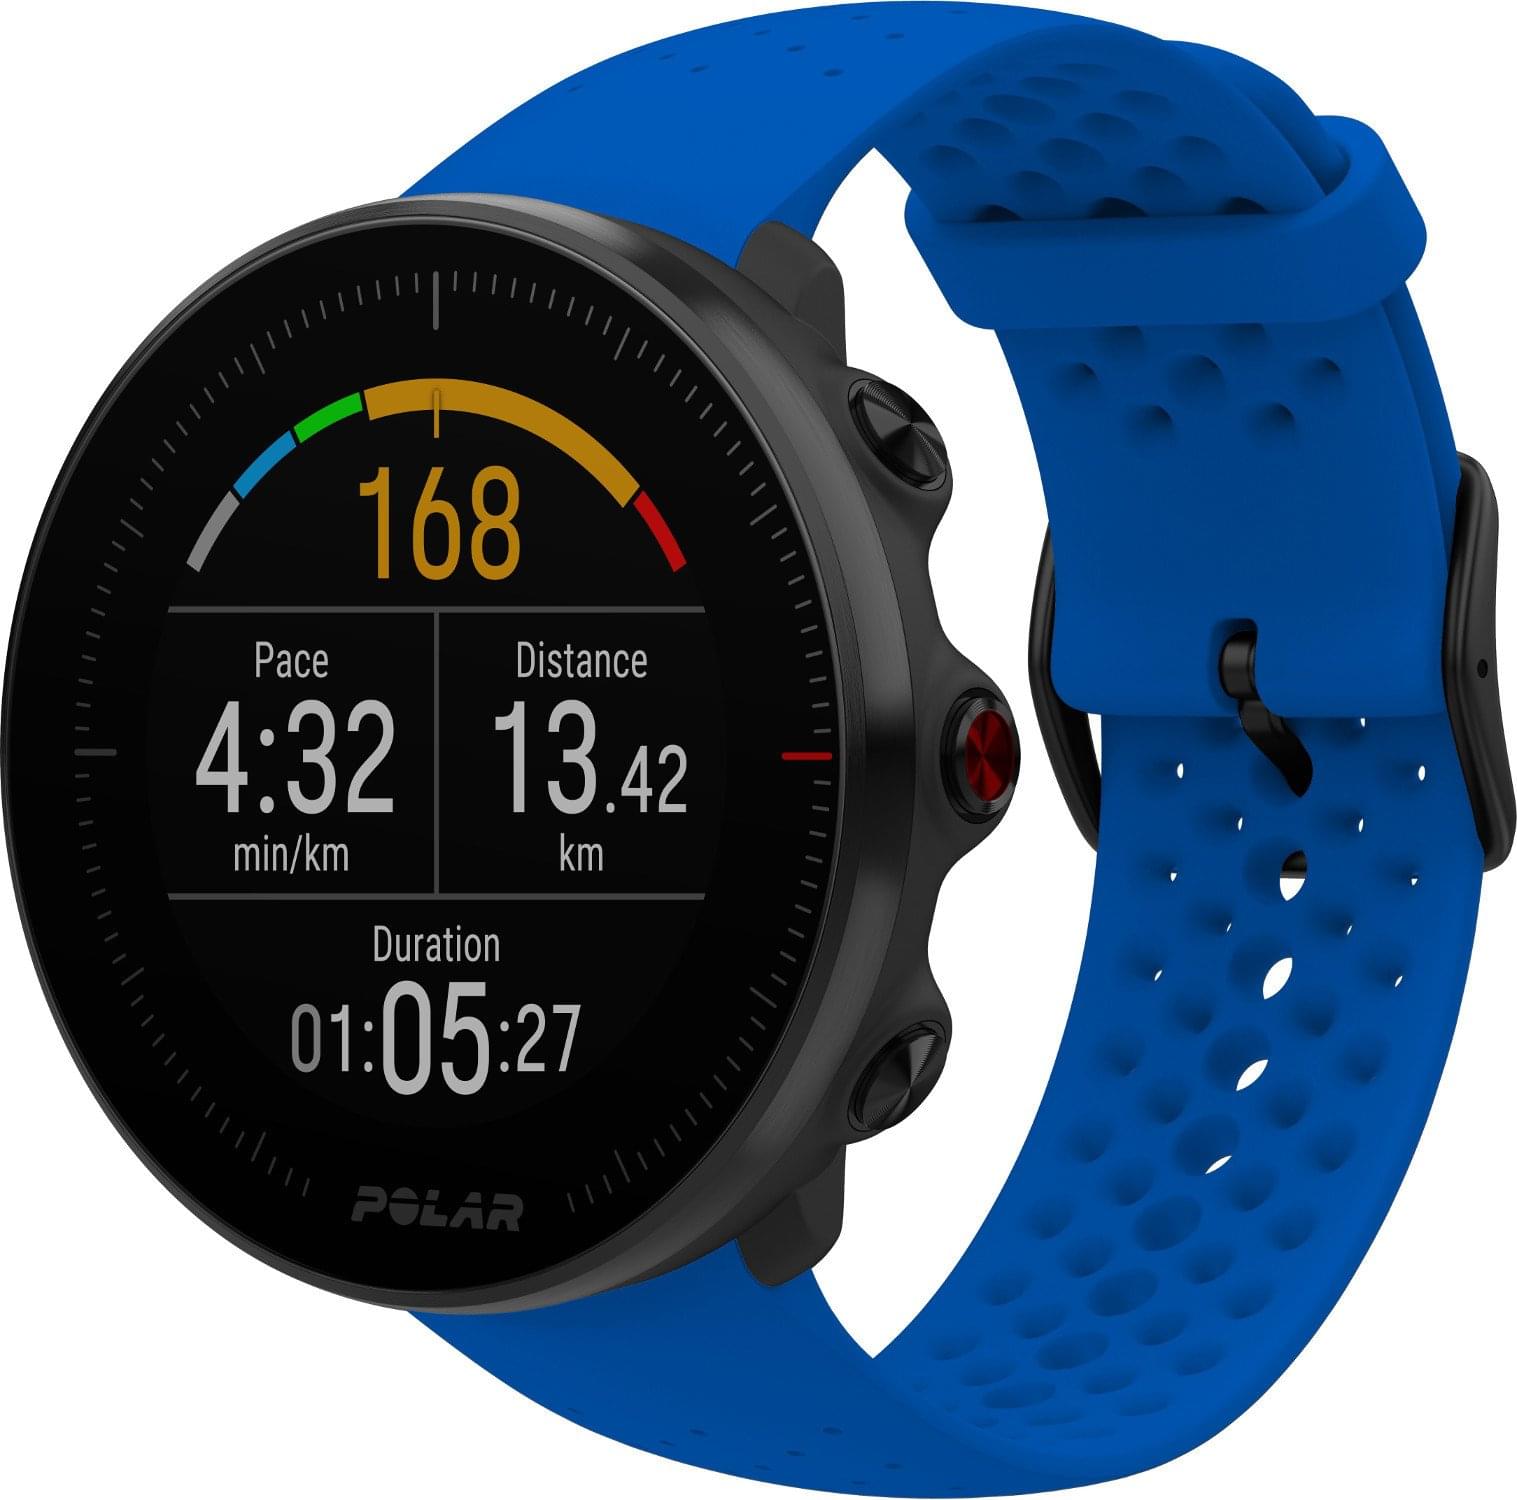 168
Pace Distance
4:32 13.42
min/km km
Duration
01:05:27
POLAR